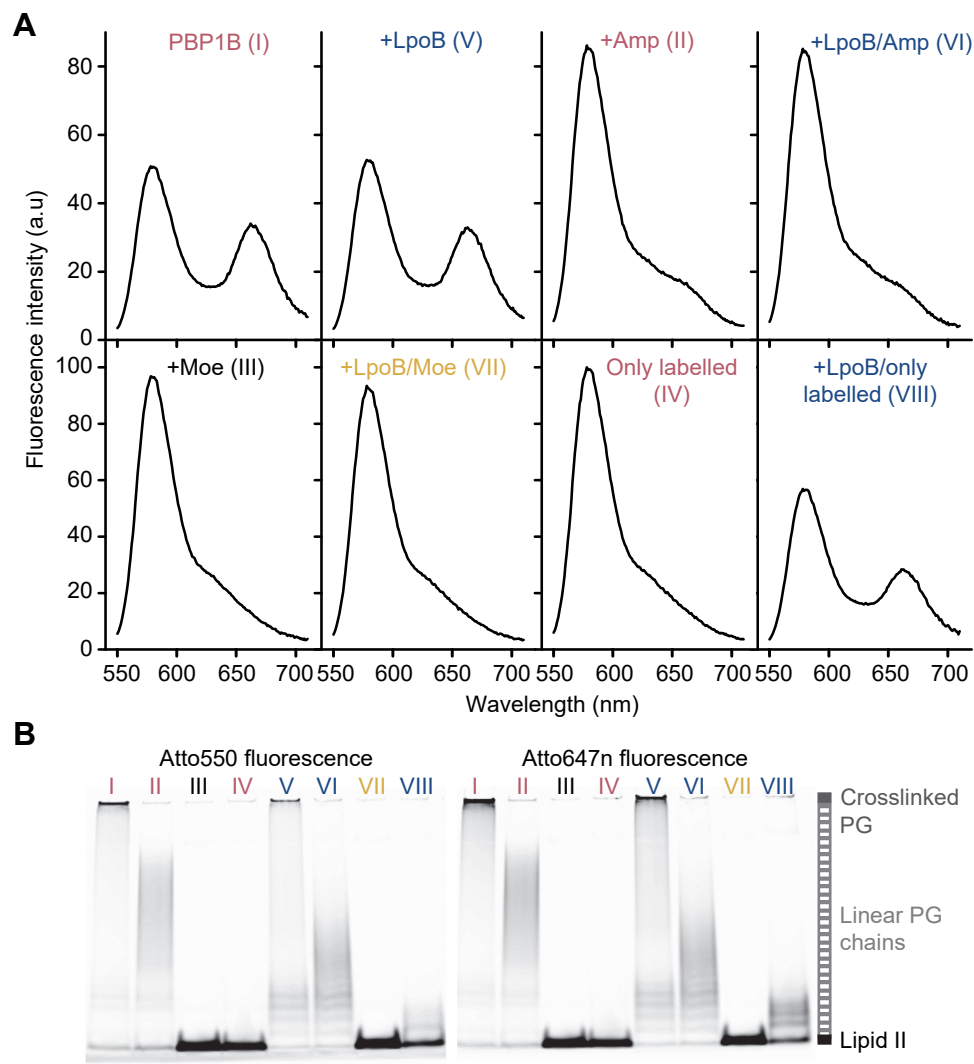 A
PBP1B (I)
+LpoB (V)
+Amp (II)
+LpoB/Amp (VI)
80
60
40
20
0
Fluorescence intensity (a.u)
+Moe (III)
+LpoB/Moe (VII)
Only labelled
(IV)
+LpoB/only
labelled (VIII)
100
80
60
40
20
0
550 600 650 700 550 600 650 700 550 600 650 700 550 600 650 700
Wavelength (nm)
B
Atto550 fluorescence
Atto647n fluorescence
I II III IV V VI VII VIII
I II III IV V VI VII VIII
Crosslinked
PG
Linear PG
chains
Lipid II